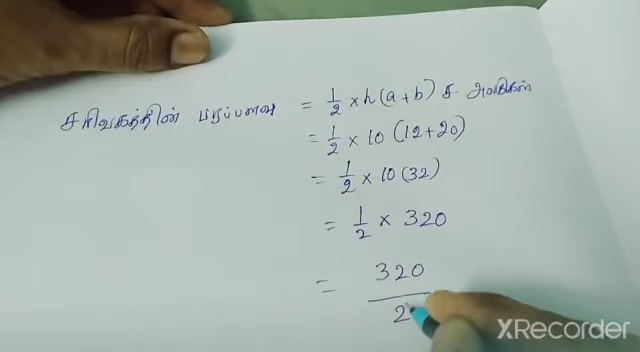 சரிவகத்தின் பரப்பளவு = 1/2 × h (a + b) ச. அலகுகள்
= 1/2 × 10 (12+20)
= 1/2 × 10 (32)
= 1/2 × 320
= 320/2
XRecorder